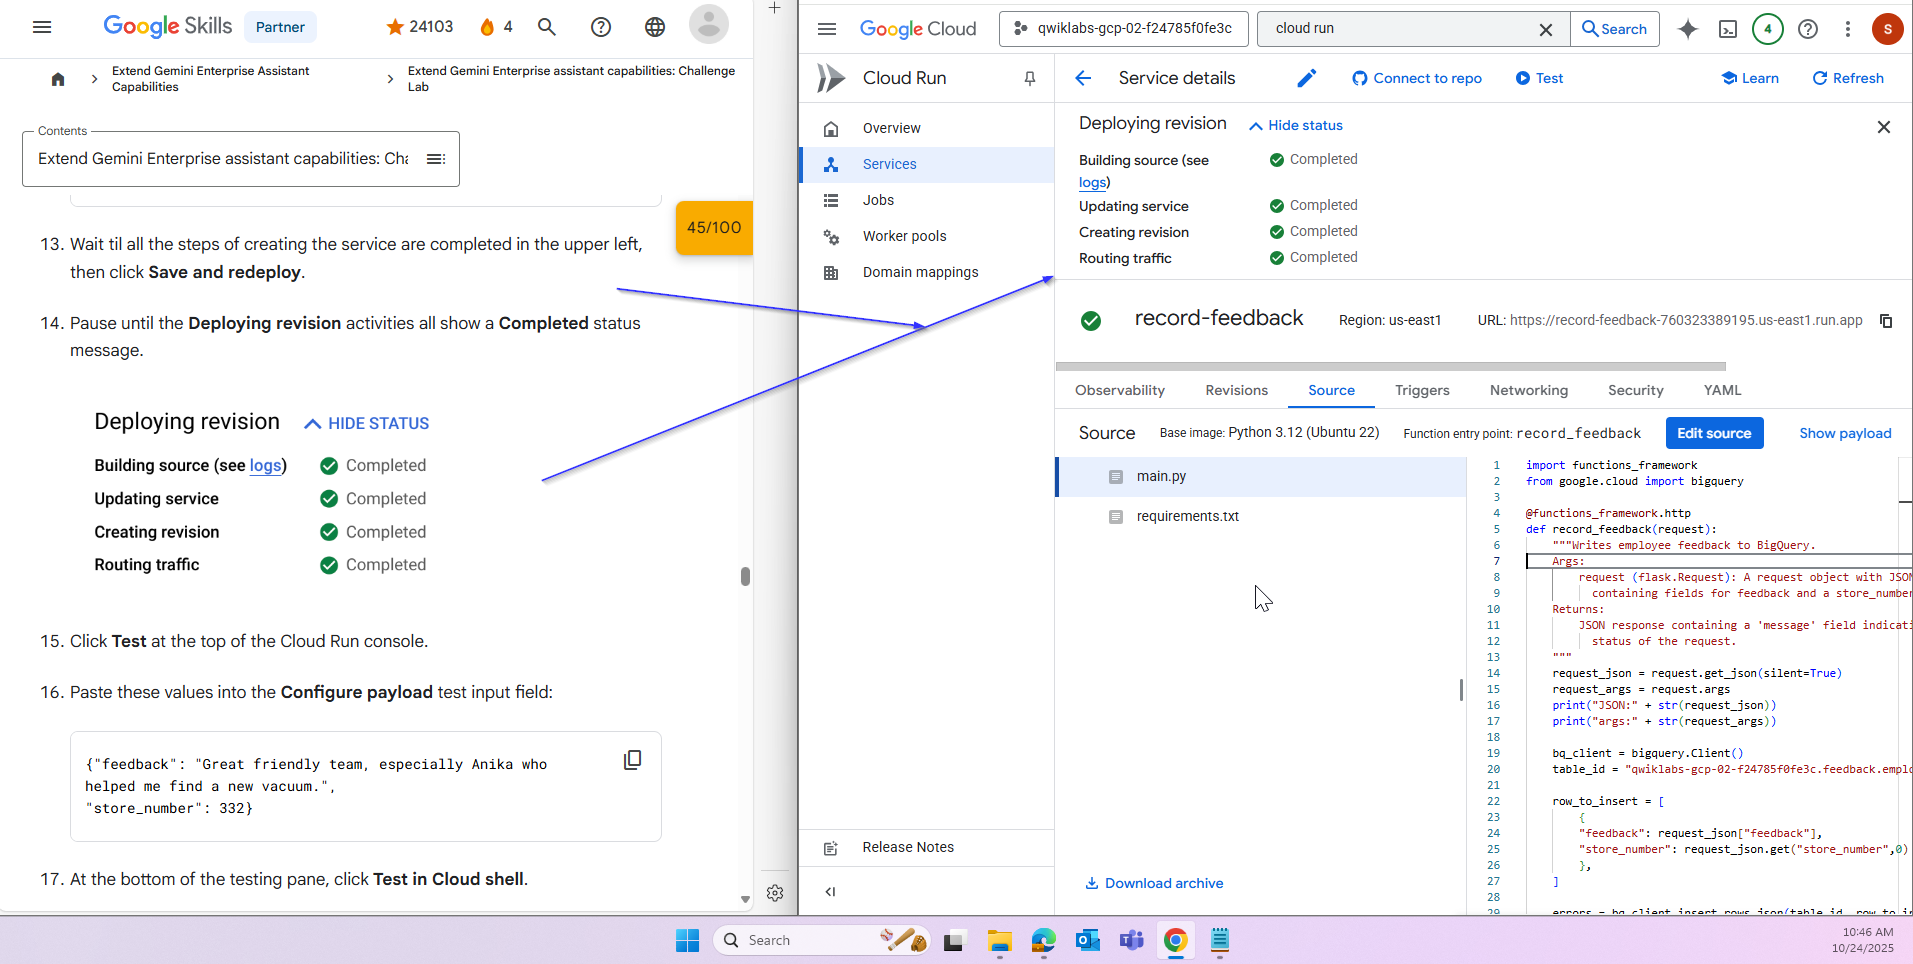 Google Skills
Partner
24103
4
Extend Gemini Enterprise Assistant
Capabilities
Extend Gemini Enterprise assistant capabilities: Challenge
Lab
Contents
Extend Gemini Enterprise assistant capabilities: Cha
45/100
13. Wait til all the steps of creating the service are completed in the upper left,
then click Save and redeploy.
14. Pause until the Deploying revision activities all show a Completed status
message.
Deploying revision
HIDE STATUS
Building source (see logs)
Completed
Updating service
Completed
Creating revision
Completed
Routing traffic
Completed
15. Click Test at the top of the Cloud Run console.
16. Paste these values into the Configure payload test input field:
{"feedback": "Great friendly team, especially Anika who
helped me find a new vacuum.",
"store_number": 332}
17. At the bottom of the testing pane, click Test in Cloud shell.
Google Cloud
qwiklabs-gcp-02-f24785f0fe3c
cloud run
Search
4
S
Cloud Run
Overview
Services
Jobs
Worker pools
Domain mappings
Release Notes
Service details
Connect to repo
Test
Learn
Refresh
Deploying revision
Hide status
Building source (see
logs)
Completed
Updating service
Completed
Creating revision
Completed
Routing traffic
Completed
record-feedback
Region: us-east1
URL: https://record-feedback-760323389195.us-east1.run.app
Observability
Revisions
Source
Triggers
Networking
Security
YAML
Source
Base image: Python 3.12 (Ubuntu 22)
Function entry point: record_feedback
Edit source
Show payload
main.py
requirements.txt
Download archive
1 import functions_framework
2 from google.cloud import bigquery
3
4 @functions_framework.http
5 def record_feedback(request):
6 """Writes employee feedback to BigQuery.
7 Args:
8 request (flask.Request): A request object with JSON
9 containing fields for feedback and a store_number
10 Returns:
11 JSON response containing a 'message' field indicati
12 status of the request.
13 """
14 request_json = request.get_json(silent=True)
15 request_args = request.args
16 print("JSON:" + str(request_json))
17 print("args:" + str(request_args))
18
19 bq_client = bigquery.Client()
20 table_id = "qwiklabs-gcp-02-f24785f0fe3c.feedback.emplo
21
22 row_to_insert = [
23 {
24 "feedback": request_json["feedback"],
25 "store_number": request_json.get("store_number",0)
26 },
27 ]
28
29 errors = bq_client.insert_rows_json(table_id, row_to_in
Search
10:46 AM
10/24/2025